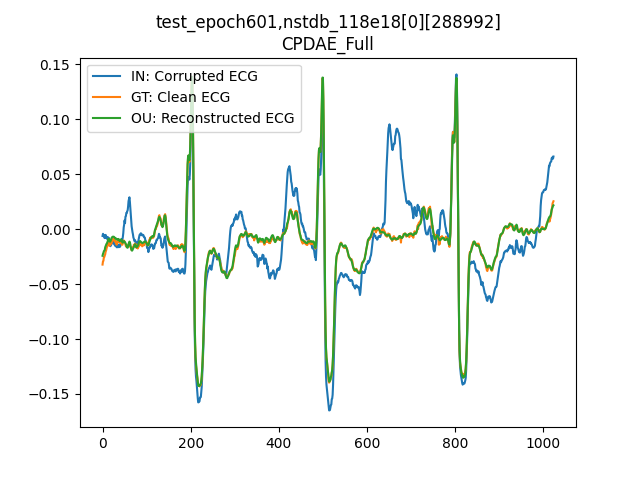 test_epoch601,nstdb_118e18[0][288992]
CPDAE_Full
IN: Corrupted ECG
GT: Clean ECG
OU: Reconstructed ECG
0.15
0.10
0.05
0.00
−0.05
−0.10
−0.15
0 200 400 600 800 1000